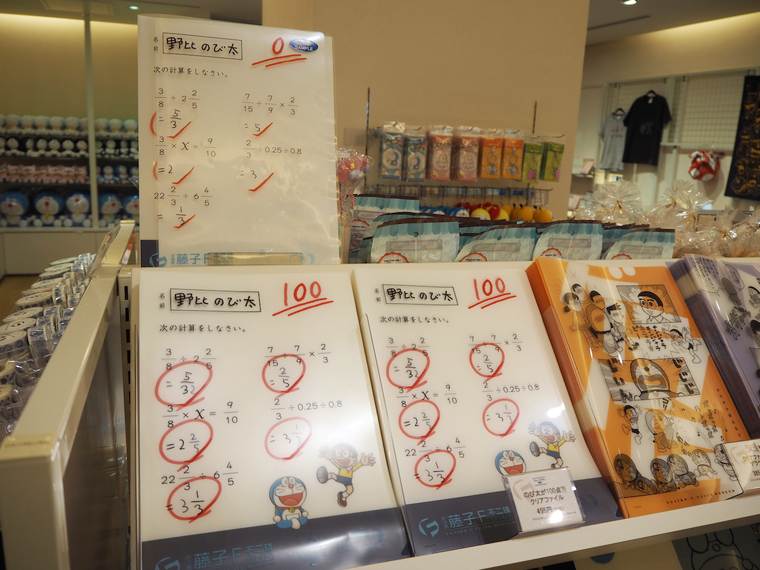 名前 野比のび太 0
SAMPLE
次の計算をしなさい。
3/8 ÷ 2 2/5
= 5/3
7/15 ÷ 7/9 × 2/3
= 5
3/8 × x = 9/10
= 2
2/3 ÷ 0.25 ÷ 0.8
= 3
22 2/3 ÷ 6 4/5
= 1/3
藤子・F
名前 野比のび太 100
次の計算をしなさい。
3/8 ÷ 2 2/5
= 5/32
7/15 ÷ 7/9 × 2/3
= 2/5
3/8 × x = 9/10
= 2 2/5
2/3 ÷ 0.25 ÷ 0.8
= 3 1/3
22 2/3 ÷ 6 4/5
= 3 1/3
藤子・F・不二雄
名前 野比のび太 100
次の計算をしなさい。
3/8 ÷ 2 2/5
= 5/32
7/15 ÷ 7/9 × 2/3
= 2/5
3/8 × x = 9/10
= 2 2/5
2/3 ÷ 0.25 ÷ 0.8
= 3 1/3
22 2/3 ÷ 6 4/5
= 3 1/3
藤子・F・不二雄
のび太が100点?!
クリアファイル